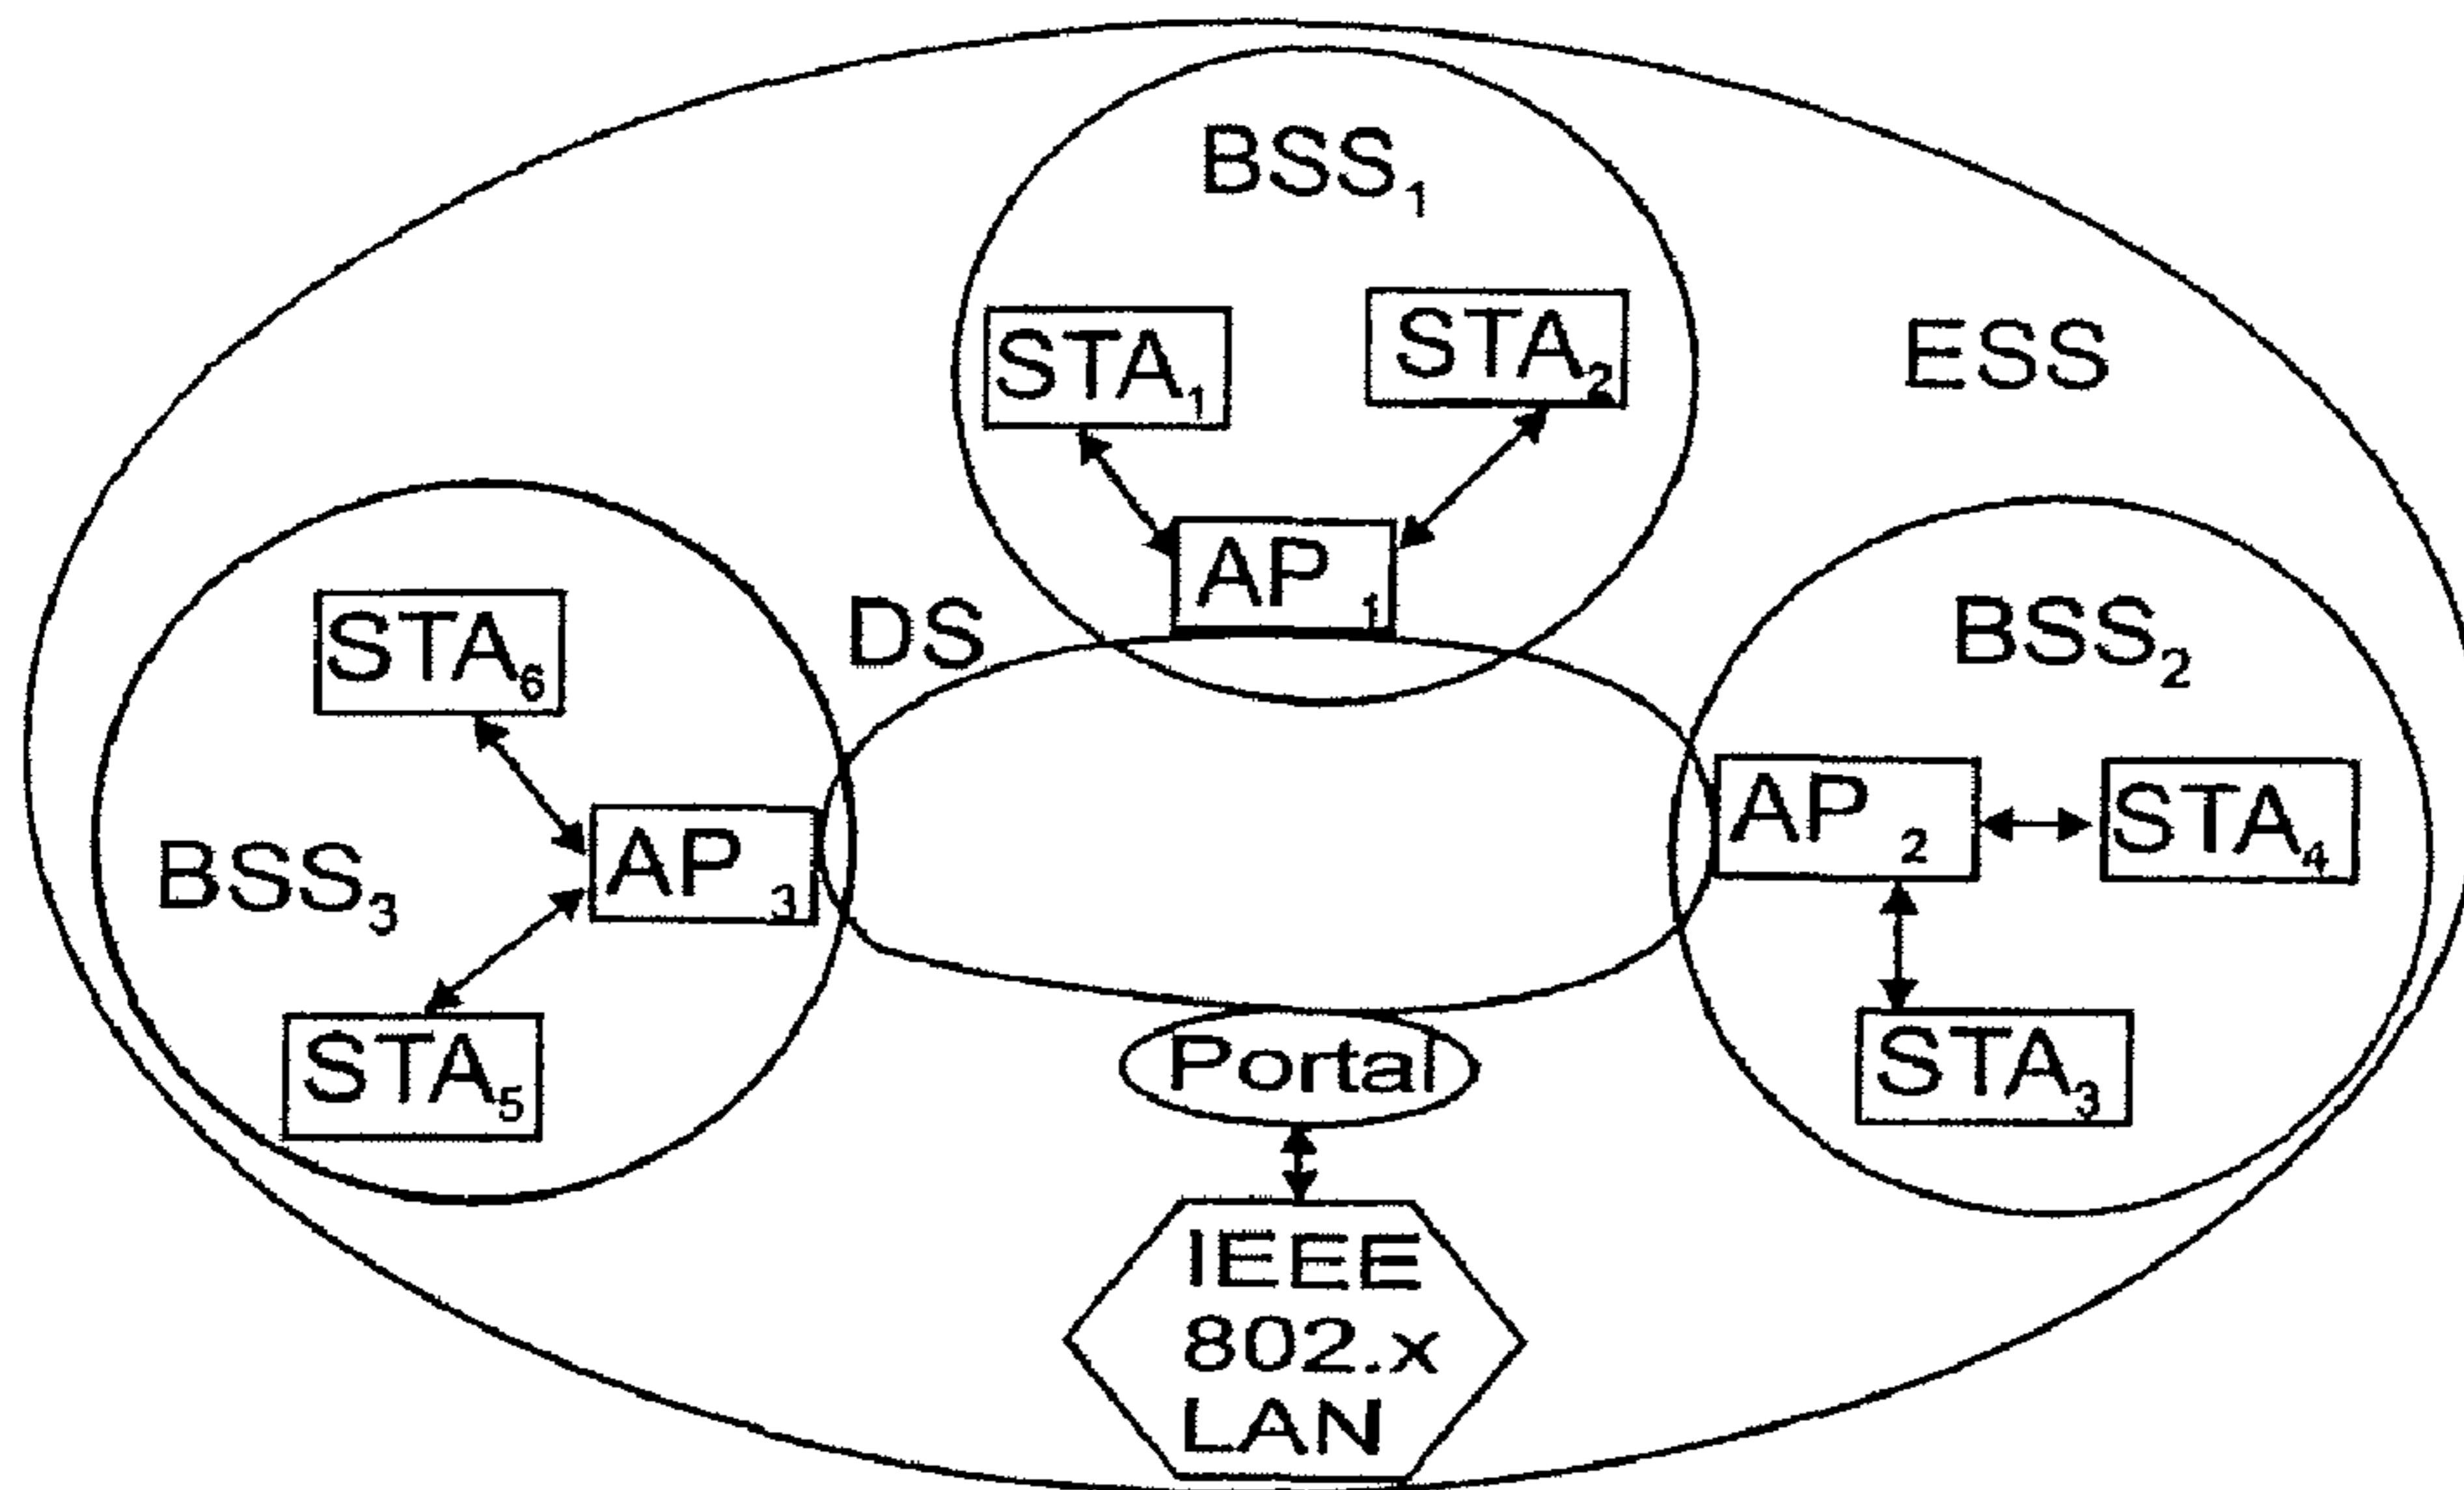 BSS1
STA1
STA2
ESS
AP 1
DS
STA6
BSS2
AP 2
STA4
AP 3
BSS3
STA5
Portal
STA3
IEEE
802.x
LAN